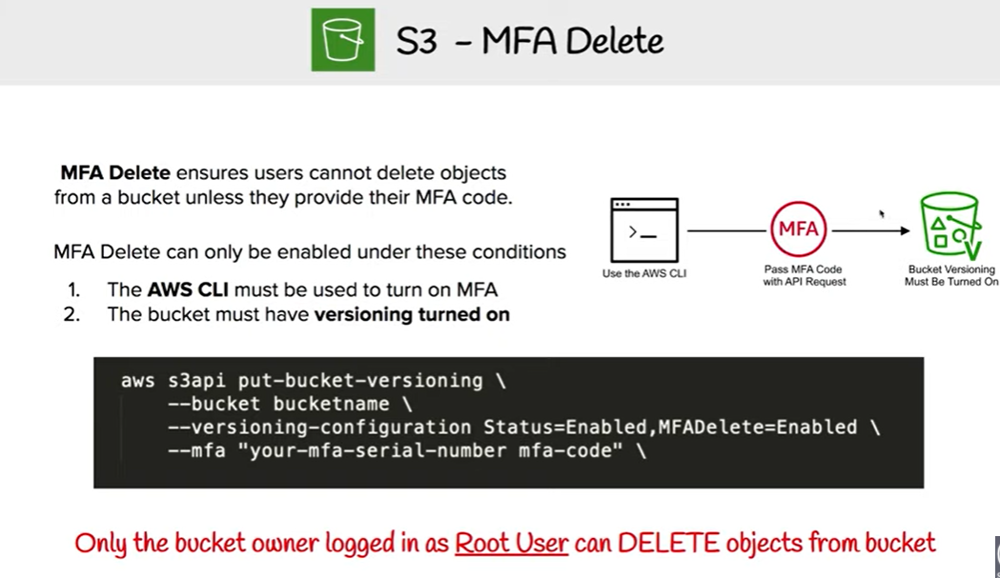 S3 - MFA Delete
MFA Delete ensures users cannot delete objects
from a bucket unless they provide their MFA code.
MFA Delete can only be enabled under these conditions
1. The AWS CLI must be used to turn on MFA
2. The bucket must have versioning turned on
>_
Use the AWS CLI
MFA
Pass MFA Code
with API Request
Bucket Versioning
Must Be Turned On
aws s3api put-bucket-versioning \
--bucket bucketname \
--versioning-configuration Status=Enabled,MFADelete=Enabled \
--mfa "your-mfa-serial-number mfa-code" \
Only the bucket owner logged in as Root User can DELETE objects from bucket